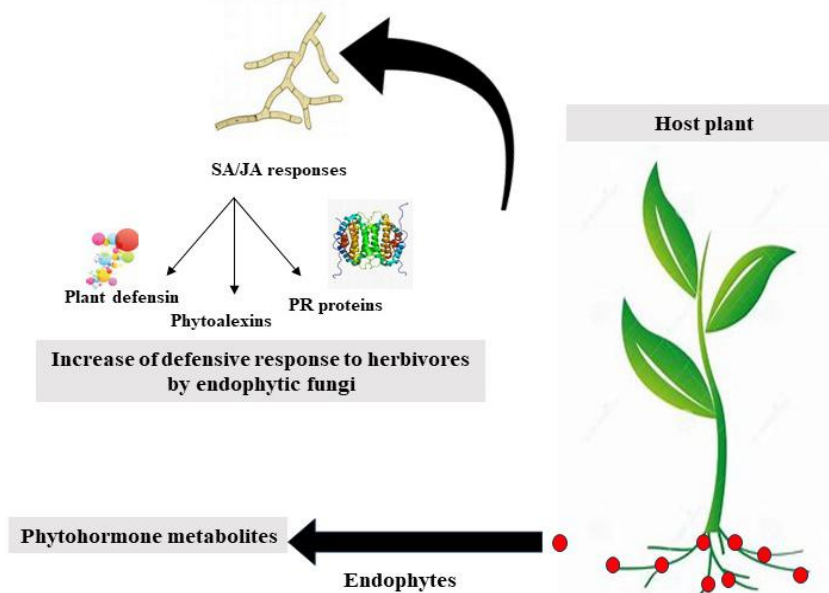 Host plant
SA/JA responses
Plant defensin
Phytoalexins
PR proteins
Increase of defensive response to herbivores
by endophytic fungi
Phytohormone metabolites
Endophytes